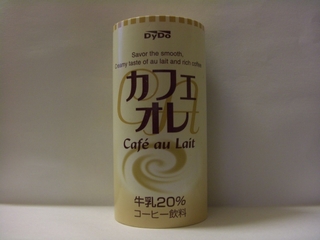 DyDo
Savor the smooth,
Creamy taste of au lait and rich coffee
カフェ
オレ
Café au Lait
牛乳20%
コーヒー飲料